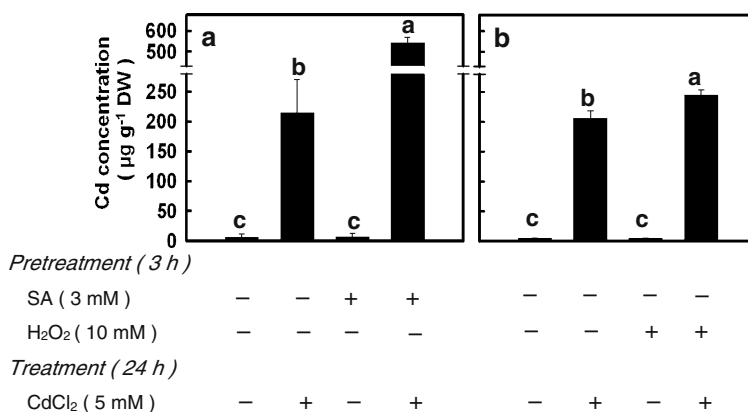 a
b
Cd concentration
( μg g⁻¹ DW )
600
500
250
200
150
100
50
0
c
b
c
a
c
b
c
a
Pretreatment ( 3 h )
SA ( 3 mM ) − − + + − − − −
H₂O₂ ( 10 mM ) − − − − − − + +
Treatment ( 24 h )
CdCl₂ ( 5 mM ) − + − + − + − +